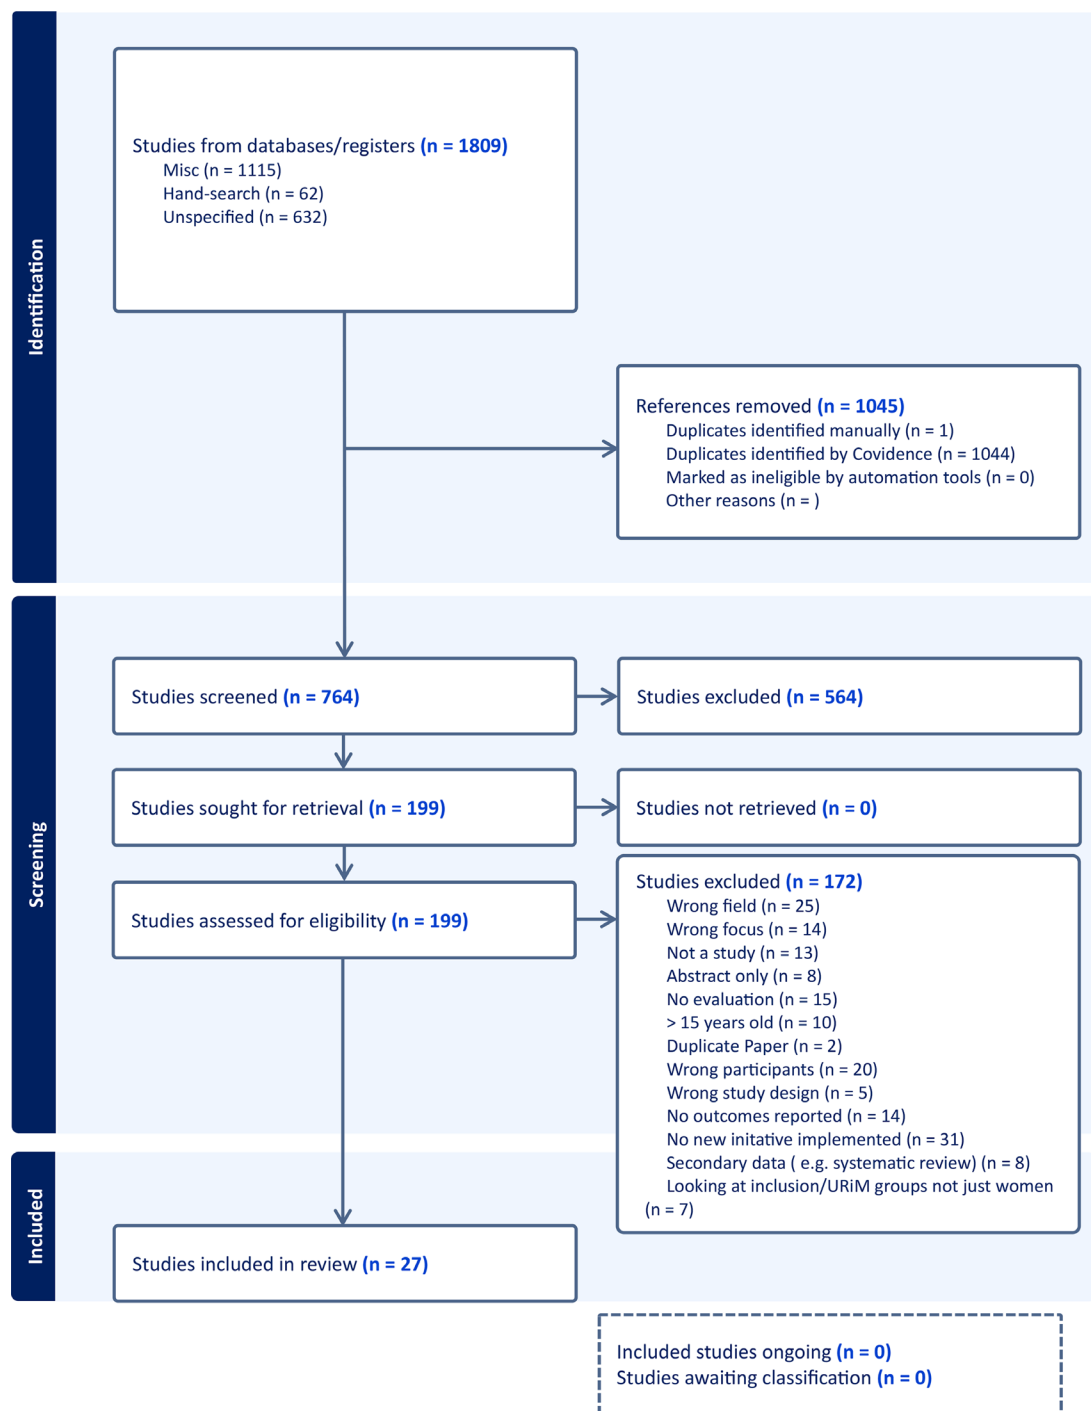 Identification
Studies from databases/registers (n = 1809)
Misc (n = 1115)
Hand-search (n = 62)
Unspecified (n = 632)
References removed (n = 1045)
Duplicates identified manually (n = 1)
Duplicates identified by Covidence (n = 1044)
Marked as ineligible by automation tools (n = 0)
Other reasons (n = )
Screening
Studies screened (n = 764)
Studies excluded (n = 564)
Studies sought for retrieval (n = 199)
Studies not retrieved (n = 0)
Studies assessed for eligibility (n = 199)
Studies excluded (n = 172)
Wrong field (n = 25)
Wrong focus (n = 14)
Not a study (n = 13)
Abstract only (n = 8)
No evaluation (n = 15)
> 15 years old (n = 10)
Duplicate Paper (n = 2)
Wrong participants (n = 20)
Wrong study design (n = 5)
No outcomes reported (n = 14)
No new initative implemented (n = 31)
Secondary data ( e.g. systematic review) (n = 8)
Looking at inclusion/URiM groups not just women
(n = 7)
Included
Studies included in review (n = 27)
Included studies ongoing (n = 0)
Studies awaiting classification (n = 0)